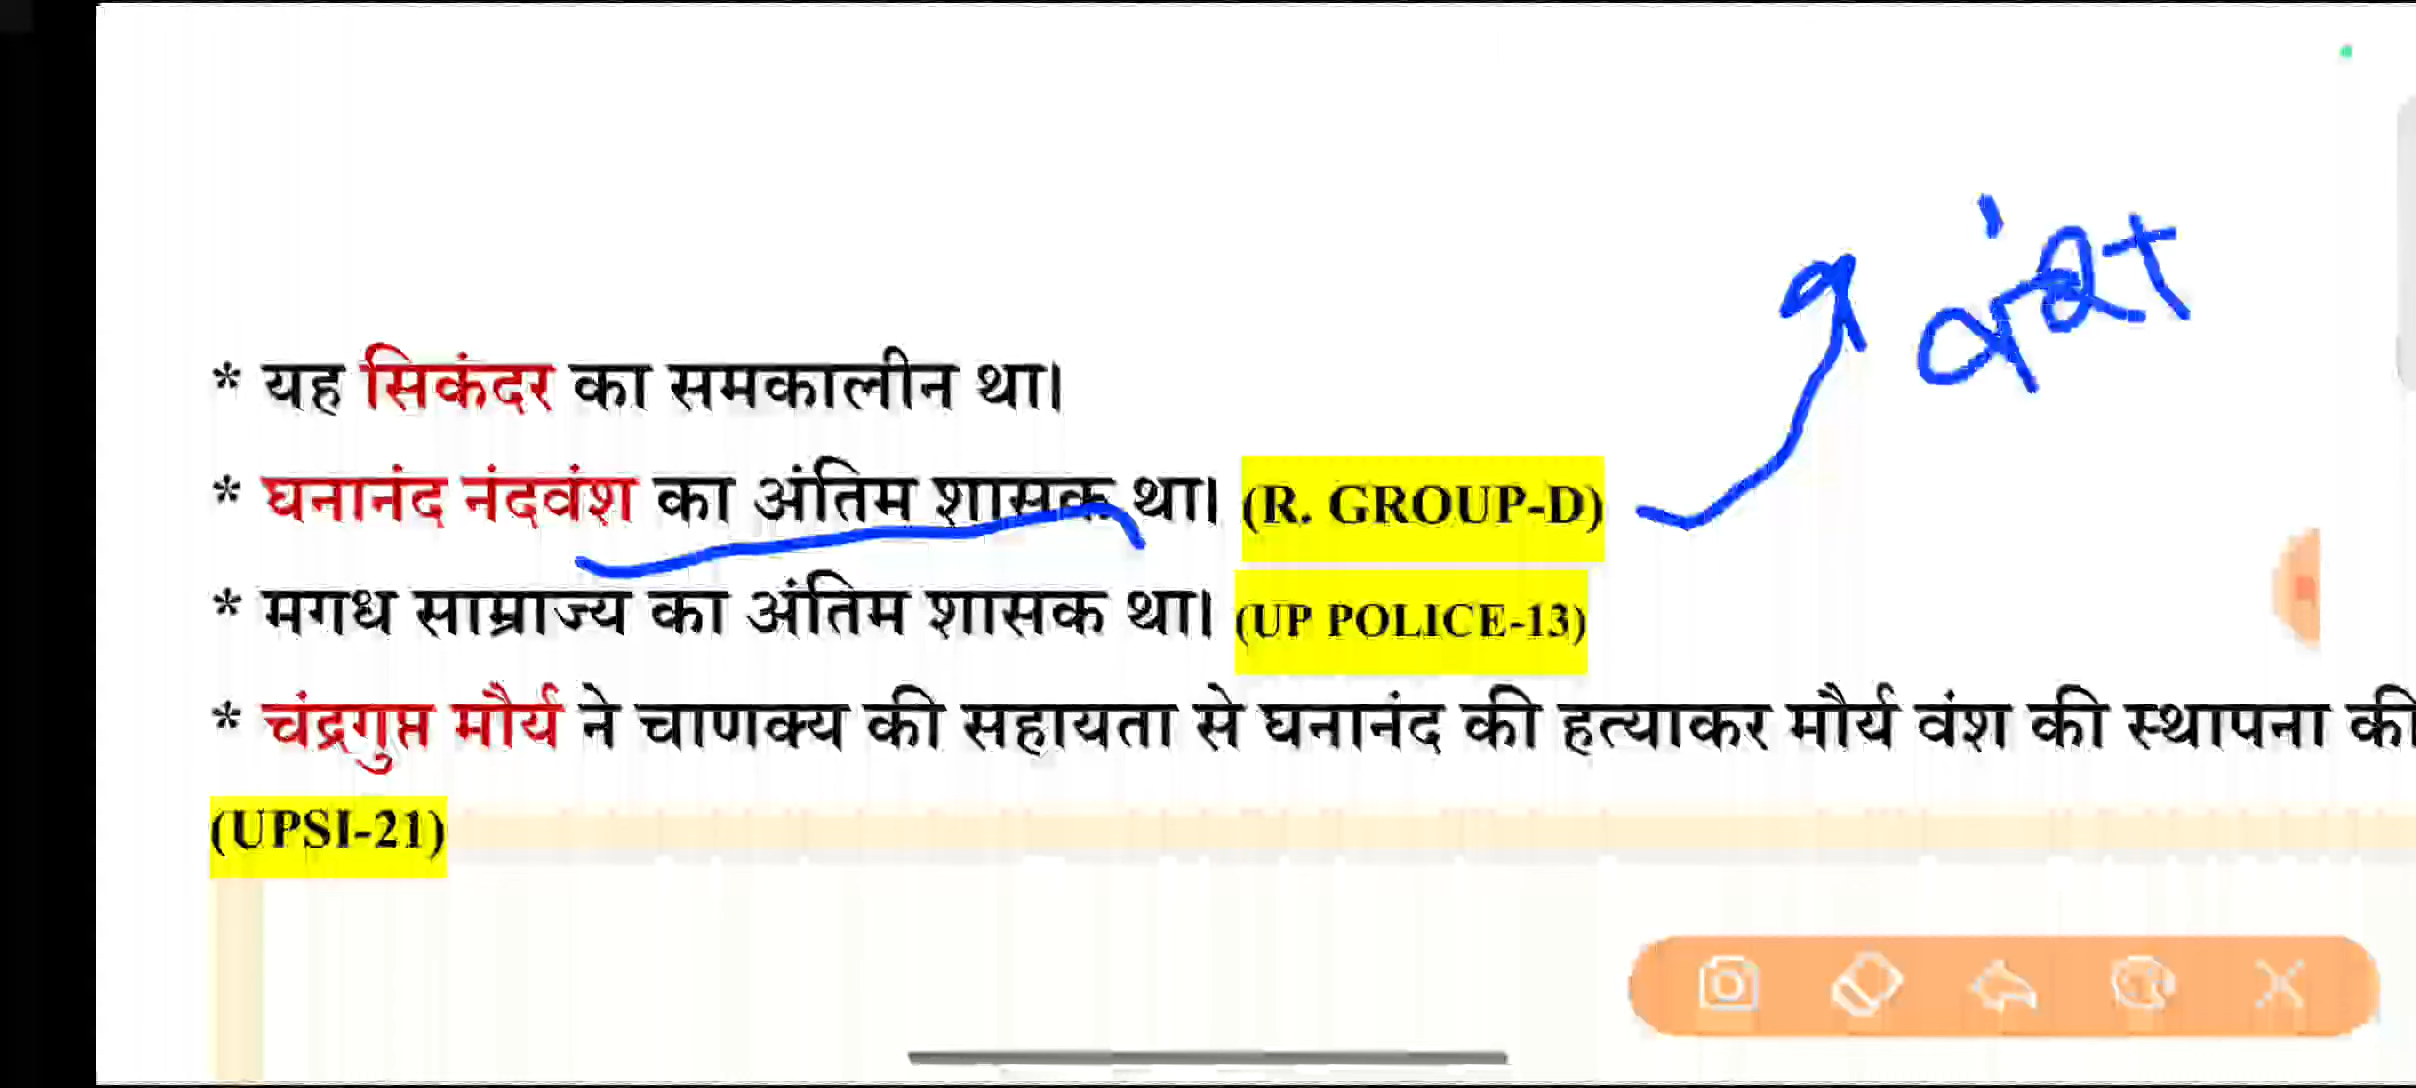 * यह सिकंदर का समकालीन था।
* घनानंद नंदवंश का अंतिम शासक था। (R. GROUP-D)
* मगध साम्राज्य का अंतिम शासक था। (UP POLICE-13)
* चंद्रगुप्त मौर्य ने चाणक्य की सहायता से घनानंद की हत्याकर मौर्य वंश की स्थापना की
(UPSI-21)